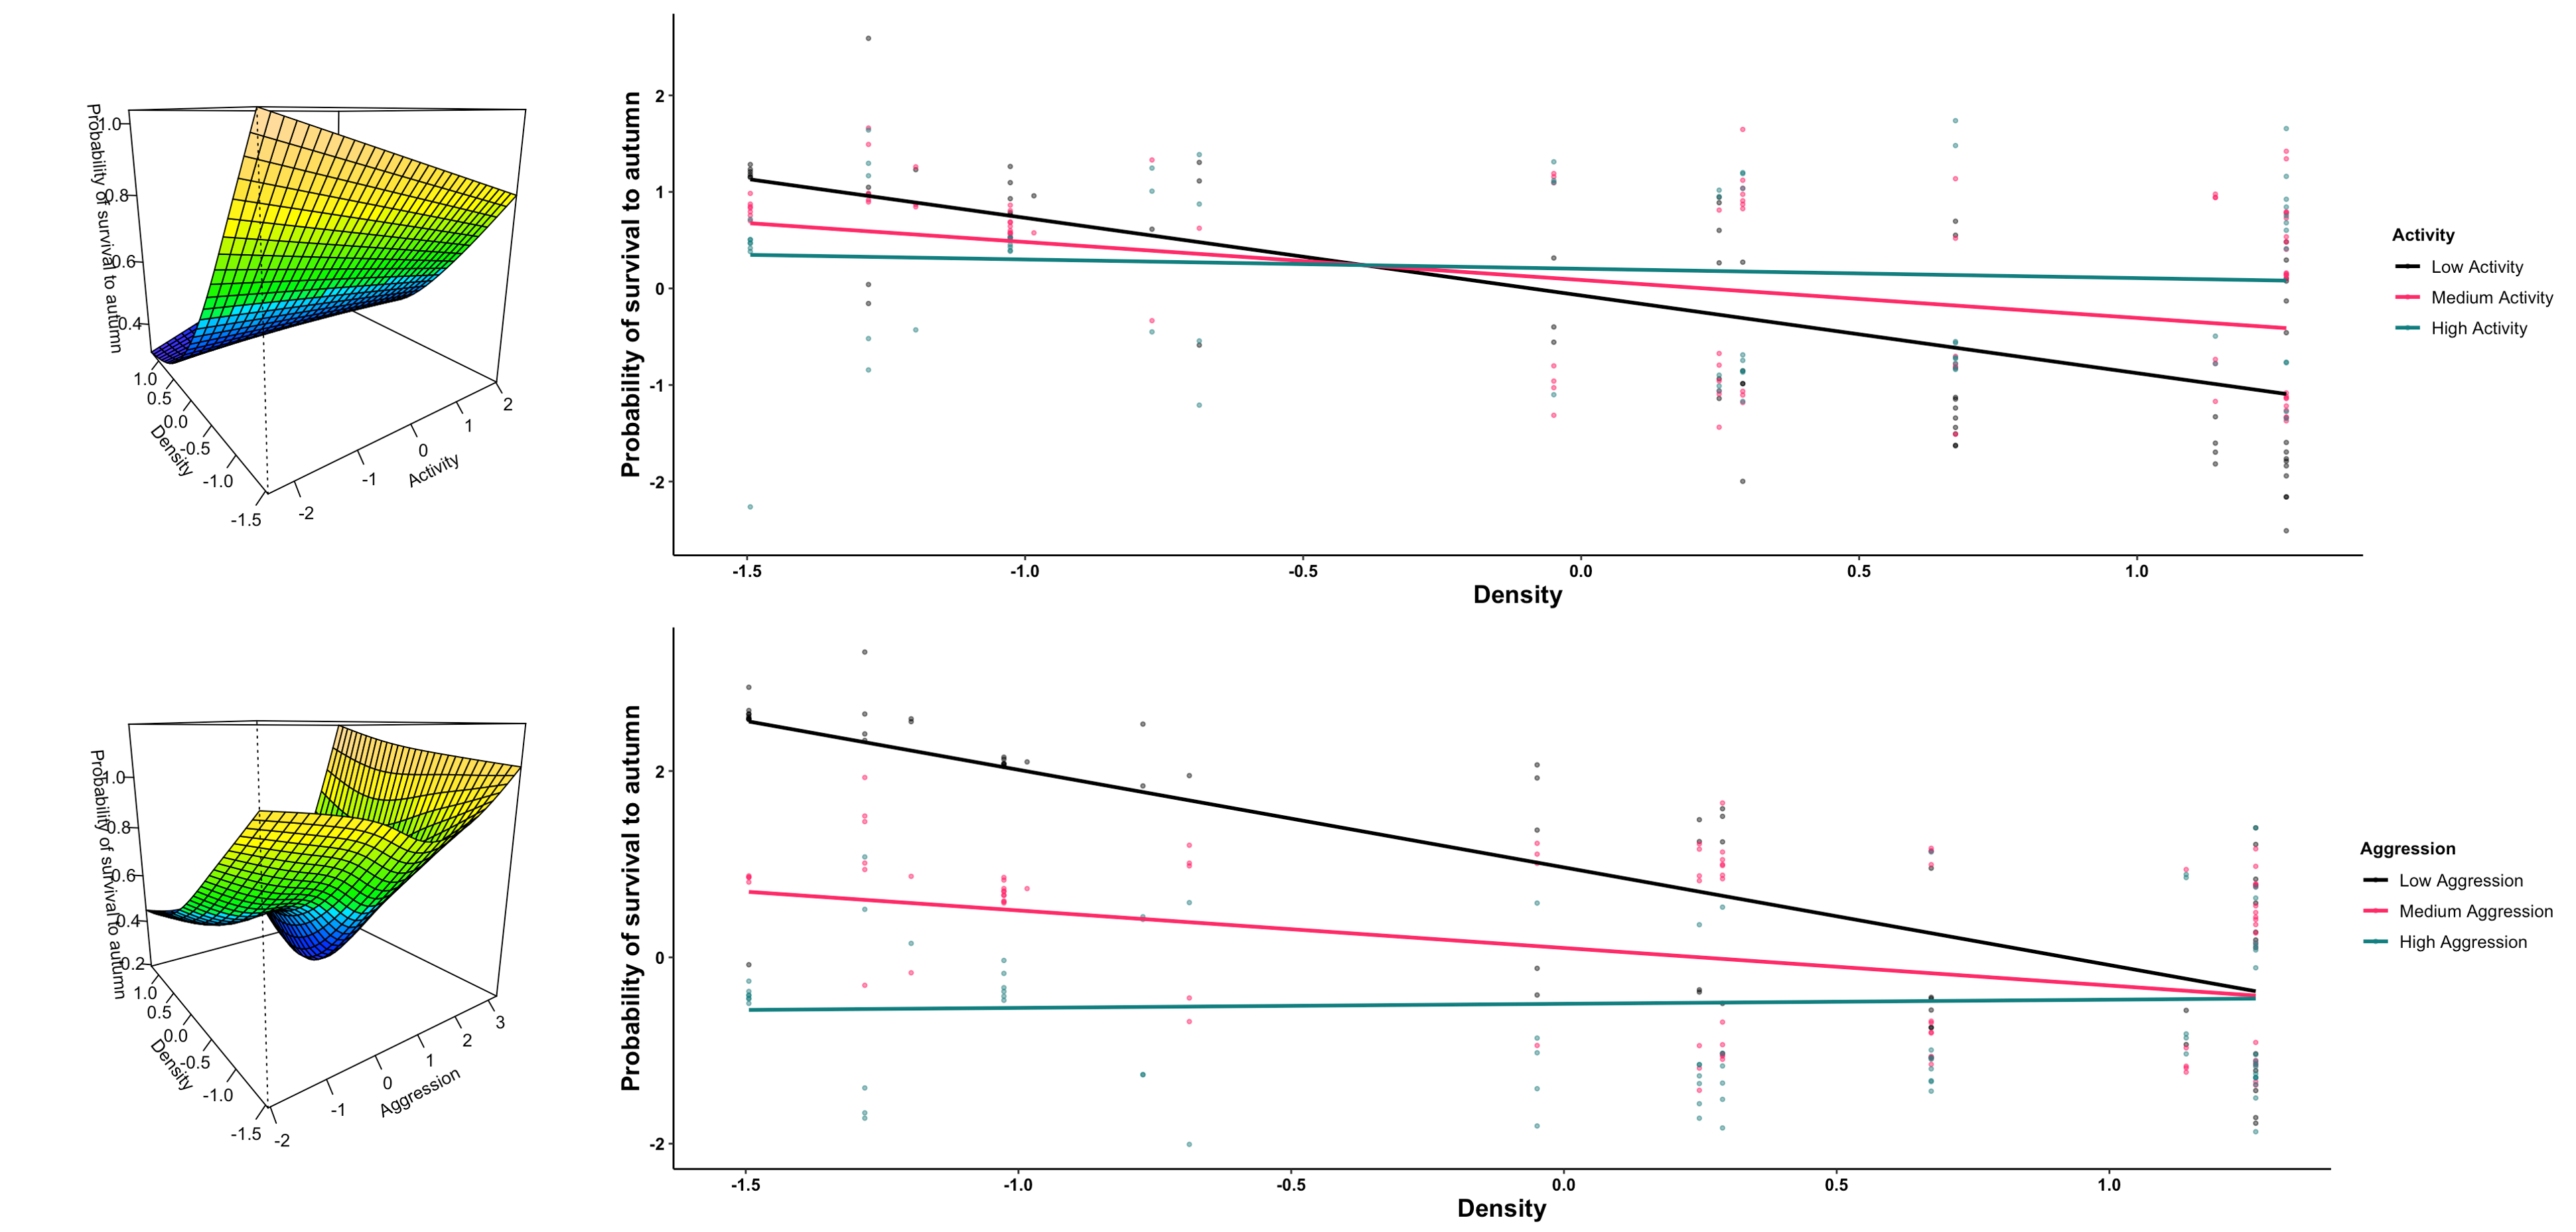 Probability of survival to autumn
1.0
0.8
0.6
0.4
1.0
0.5
0.0
-0.5
-1.0
-1.5
Density
-2
-1
0
1
2
Activity
Probability of survival to autumn
2
1
0
-1
-2
-1.5 -1.0 -0.5 0.0 0.5 1.0
Density
Activity
Low Activity
Medium Activity
High Activity
Probability of survival to autumn
1.0
0.8
0.6
0.4
0.2
1.0
0.5
0.0
-0.5
-1.0
-1.5
Density
-2
-1
0
1
2
3
Aggression
Probability of survival to autumn
2
0
-2
-1.5 -1.0 -0.5 0.0 0.5 1.0
Density
Aggression
Low Aggression
Medium Aggression
High Aggression